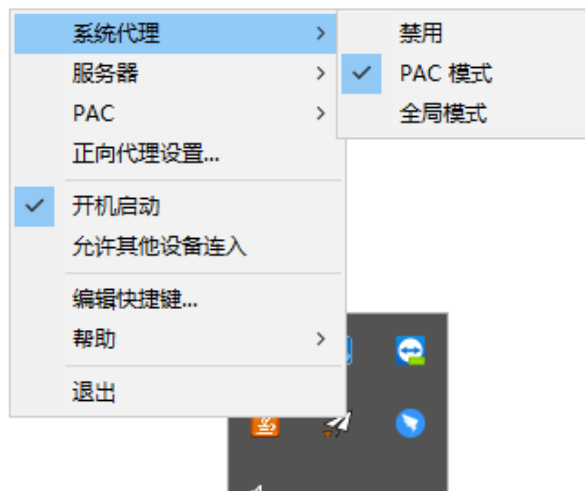 系统代理
服务器
PAC
正向代理设置...
开机启动
允许其他设备连入
编辑快捷键...
帮助
退出
禁用
PAC 模式
全局模式